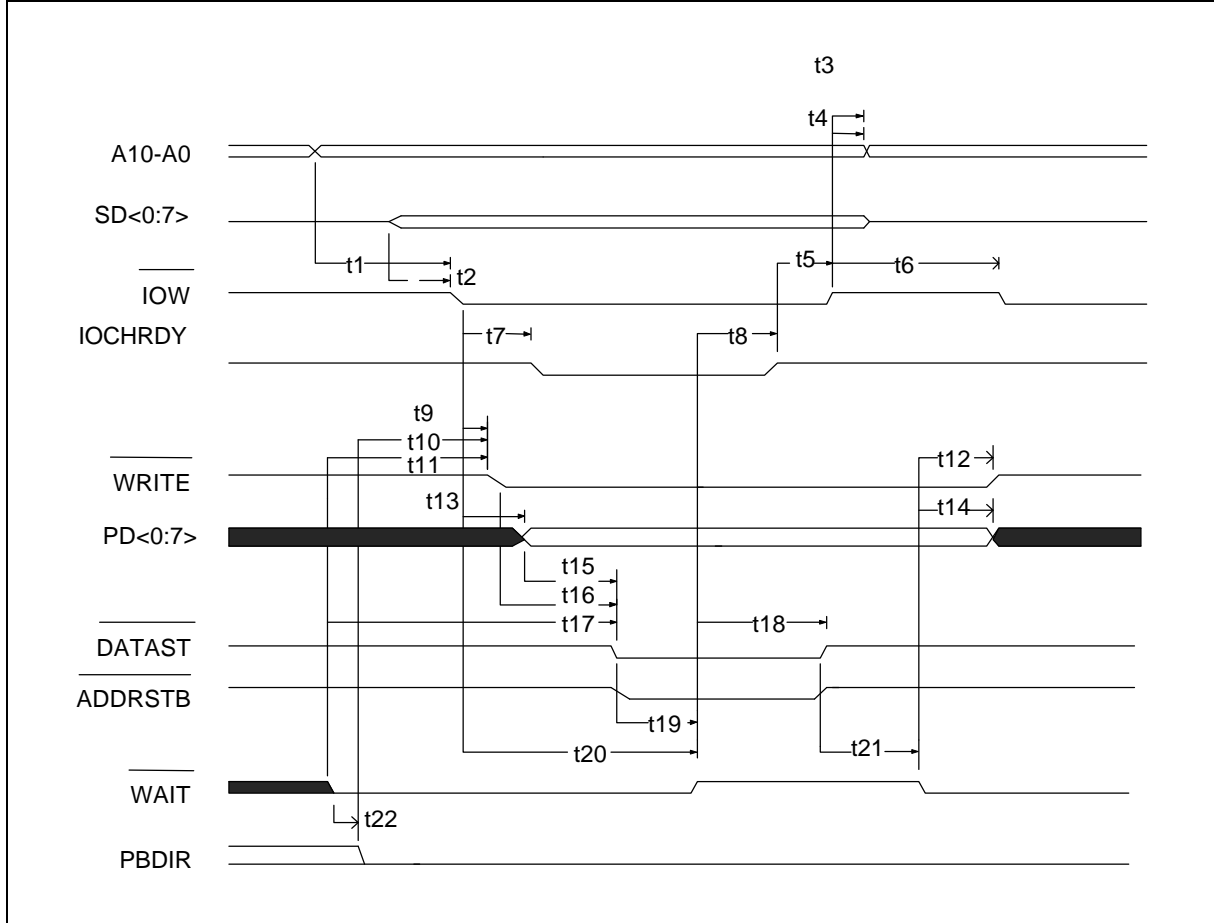 t3
t4
A10-A0
SD<0:7>
t1
t2
t5
t6
IOW
IOCHRDY
t7
t8
t9
t10
t11
t12
WRITE
t13
t14
PD<0:7>
t15
t16
t17
t18
DATAST
ADDRSTB
t19
t20
t21
WAIT
t22
PBDIR